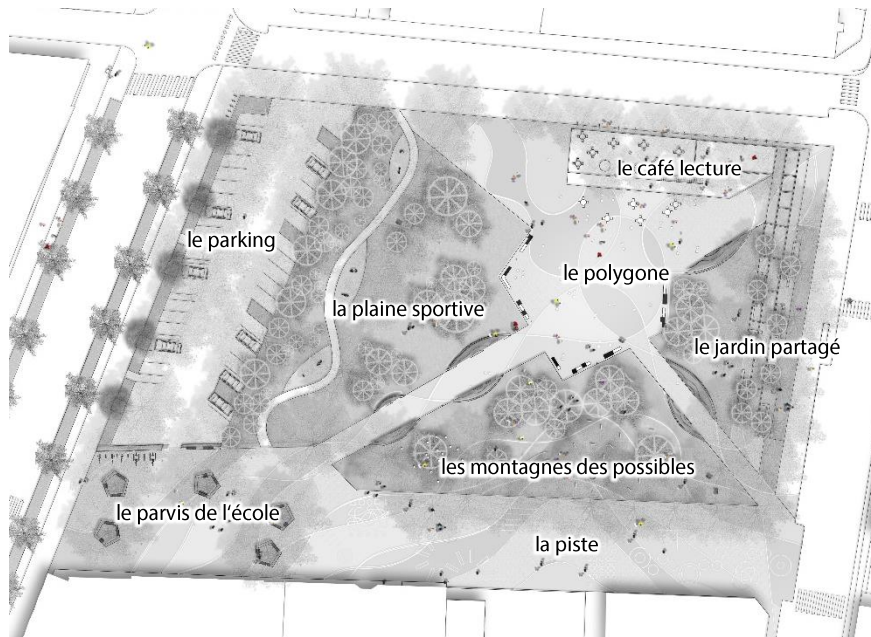 le café lecture
le parking
le polygone
la plaine sportive
le jardin partagé
les montagnes des possibles
le parvis de l'école
la piste